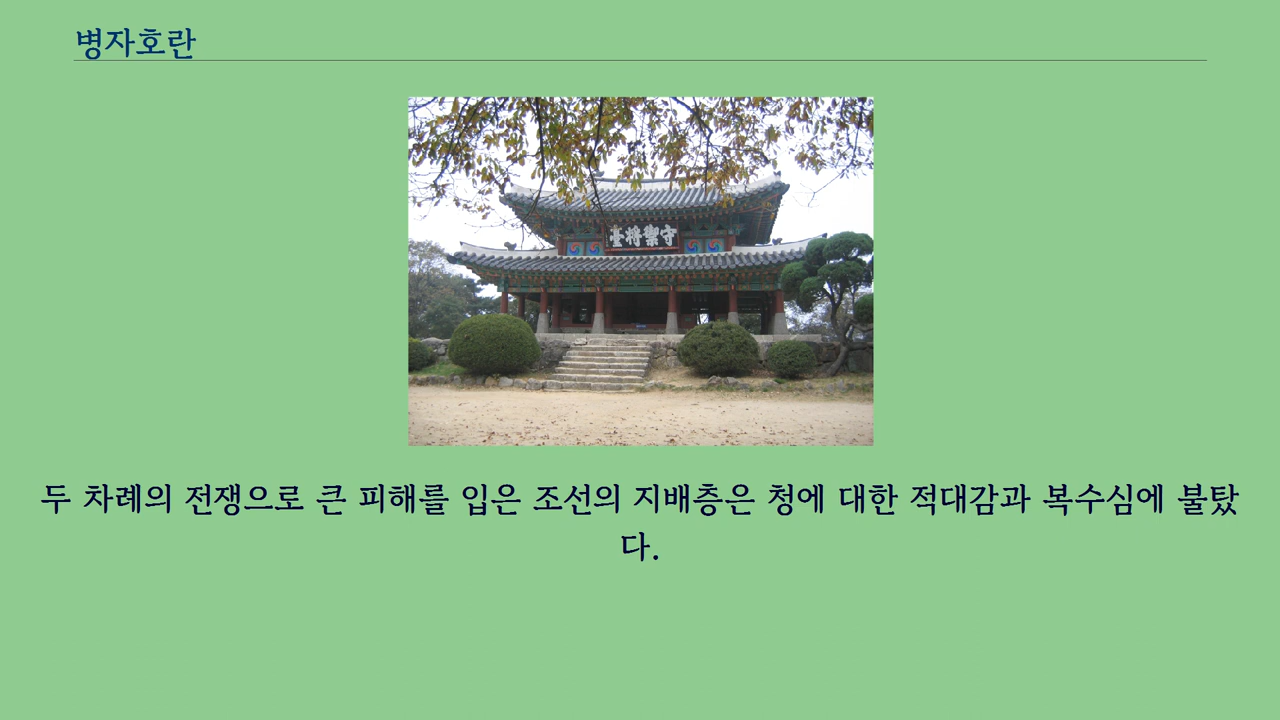 병자호란
臺將禦守
두 차례의 전쟁으로 큰 피해를 입은 조선의 지배층은 청에 대한 적대감과 복수심에 불탔
다.